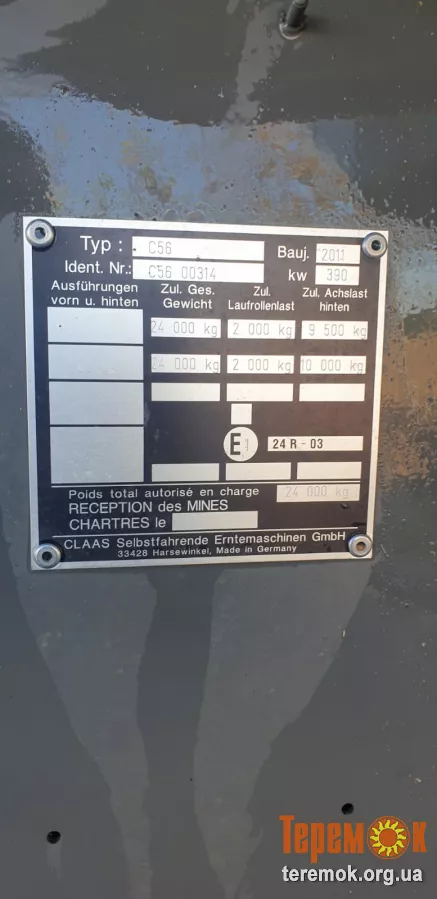 Typ : C56 Bauj. 2011
Ident. Nr.: C56 00314 kw 390
Ausführungen vorn u. hinten Zul. Ges. Gewicht Zul. Laufrollenlast Zul. Achslast hinten
24 000 kg 2 000 kg 9 500 kg
24 000 kg 2 000 kg 10 000 kg
E1 24 R - 03
Poids total autorisé en charge 24 000 kg
RECEPTION des MINES
CHARTRES le
CLAAS Selbstfahrende Erntemaschinen GmbH
33428 Harsewinkel, Made in Germany
Теремок
teremok.org.ua